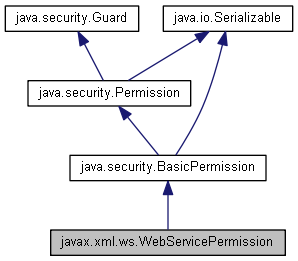 java.security.Guard
java.io.Serializable
java.security.Permission
java.security.BasicPermission
javax.xml.ws.WebServicePermission